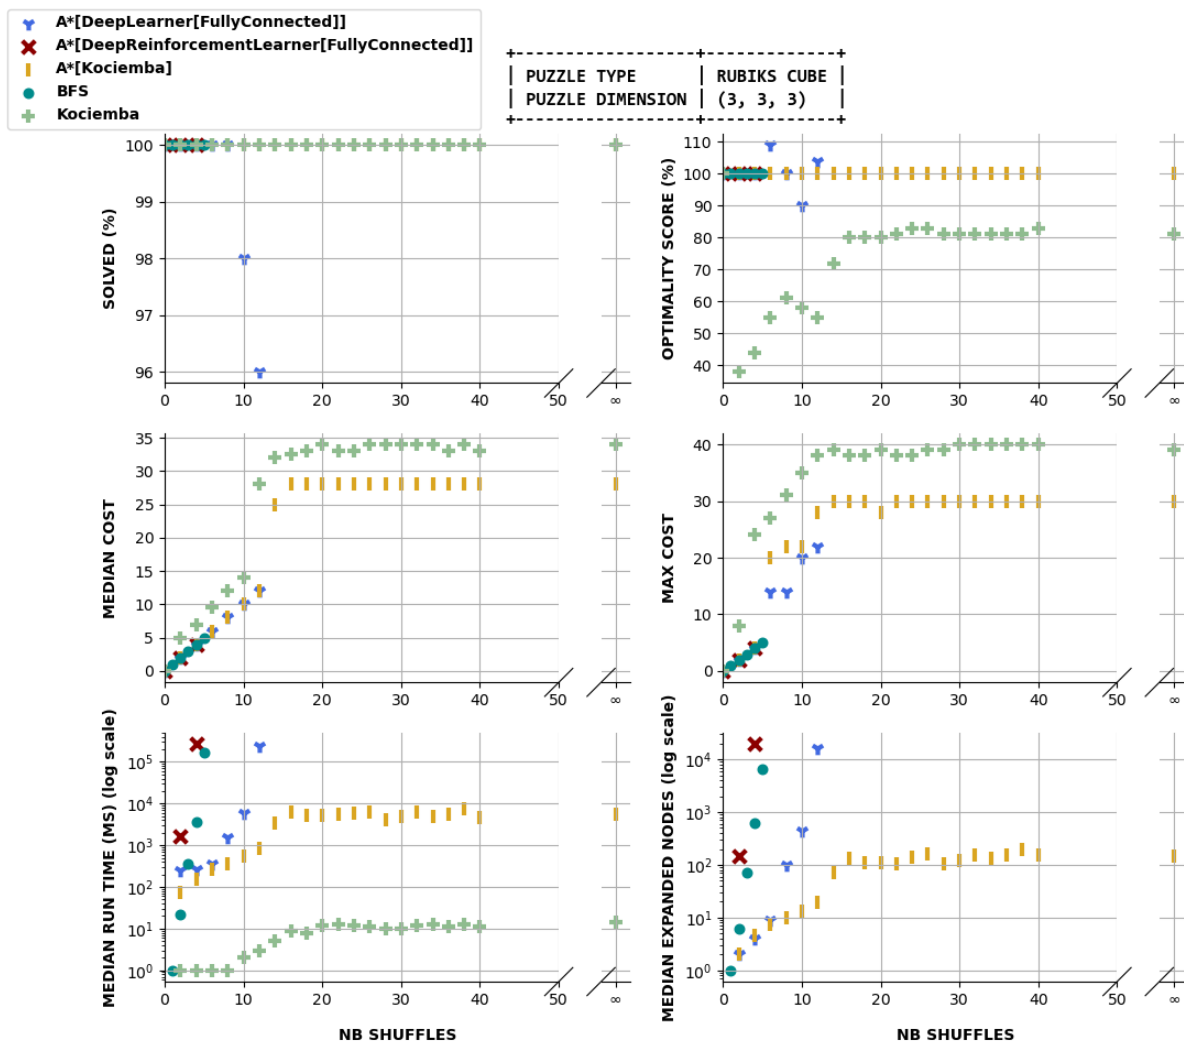 A*[DeepLearner[FullyConnected]]
A*[DeepReinforcementLearner[FullyConnected]]
A*[Kociemba]
BFS
Kociemba
+--------------------+--------------+
| PUZZLE TYPE | RUBIKS CUBE |
| PUZZLE DIMENSION | (3, 3, 3) |
+--------------------+--------------+
SOLVED (%)
100
99
98
97
96
0 10 20 30 40 50 ∞
OPTIMALITY SCORE (%)
110
100
90
80
70
60
50
40
0 10 20 30 40 50 ∞
MEDIAN COST
35
30
25
20
15
10
5
0
0 10 20 30 40 50 ∞
MAX COST
40
30
20
10
0
0 10 20 30 40 50 ∞
MEDIAN RUN TIME (MS) (log scale)
10⁵
10⁴
10³
10²
10¹
10⁰
0 10 20 30 40 50 ∞
NB SHUFFLES
MEDIAN EXPANDED NODES (log scale)
10⁴
10³
10²
10¹
10⁰
0 10 20 30 40 50 ∞
NB SHUFFLES